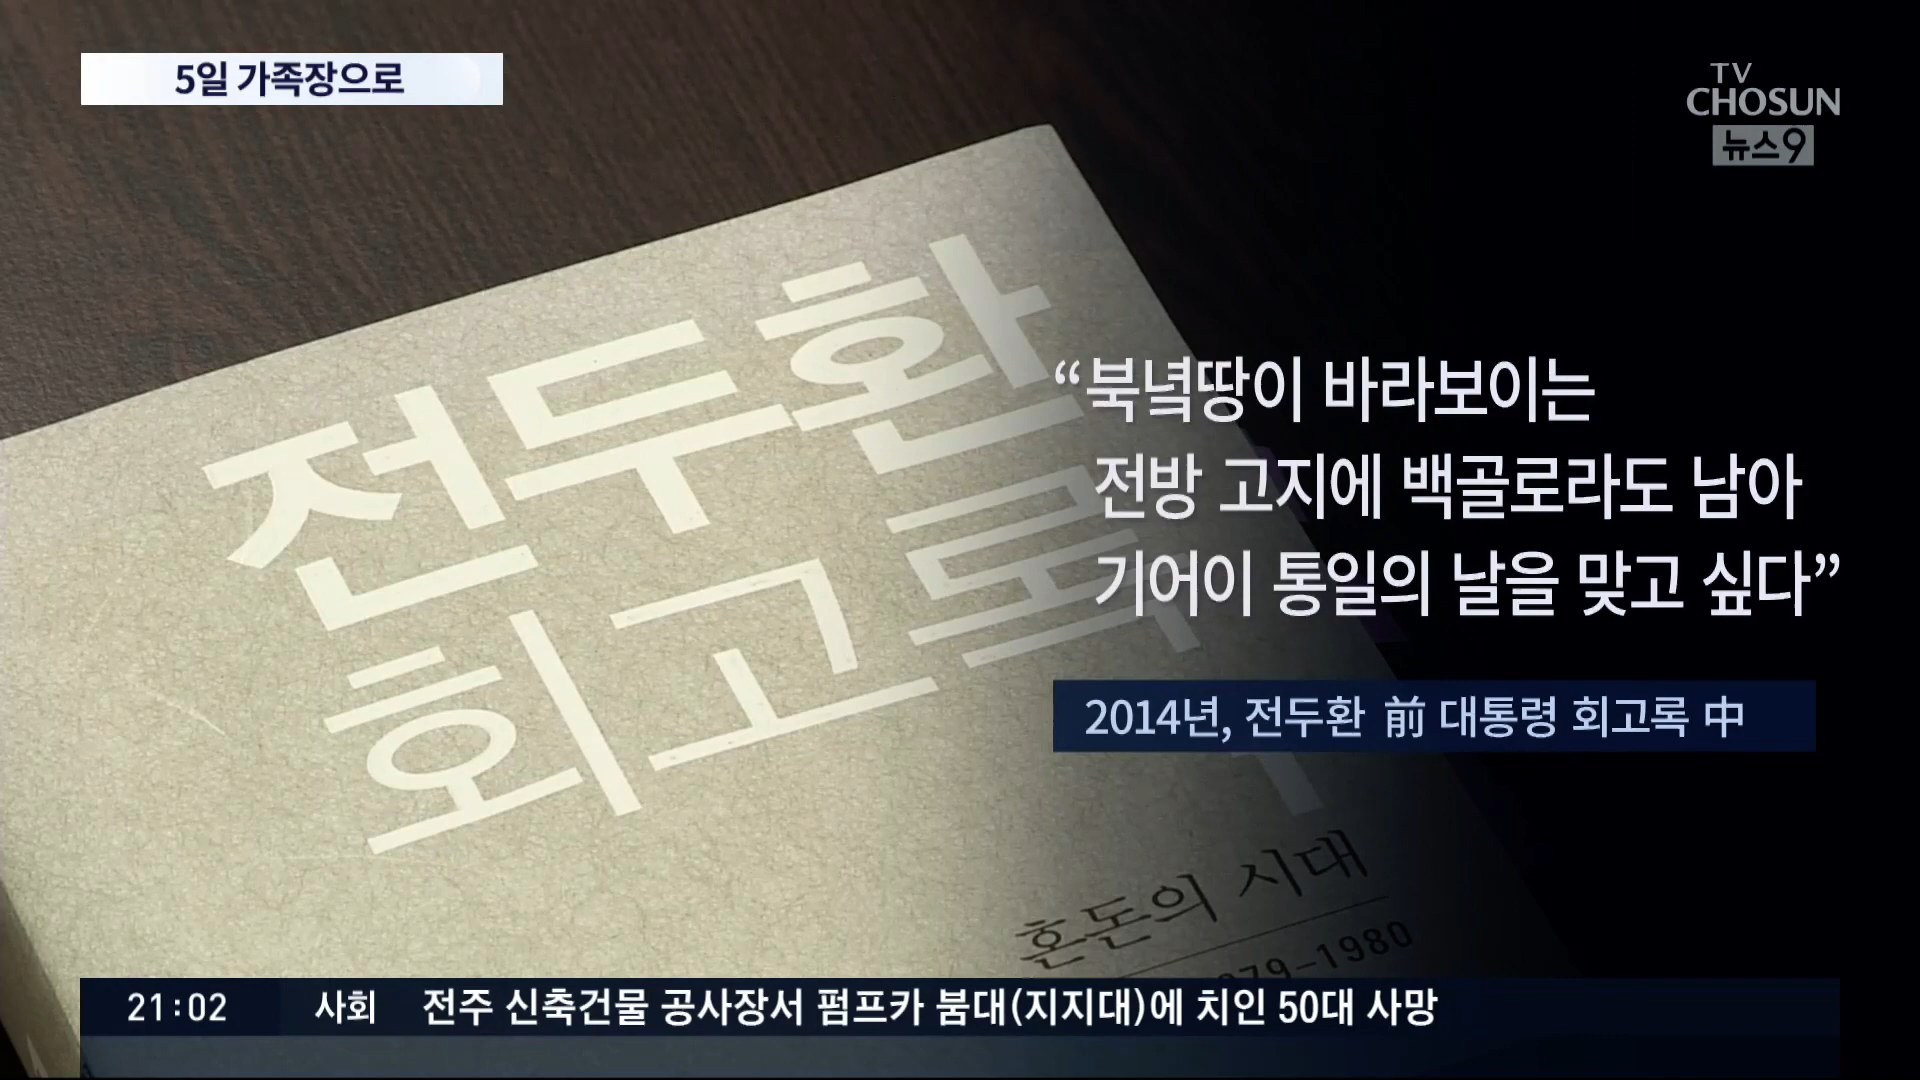 5일 가족장으로
TV
CHOSUN
뉴스9
전두환
회고록
혼돈의 시대
“북녘땅이 바라보이는
전방 고지에 백골로라도 남아
기어이 통일의 날을 맞고 싶다”
2014년, 전두환 前 대통령 회고록 中
21:02 사회 전주 신축건물 공사장서 펌프카 붐대(지지대)에 치인 50대 사망